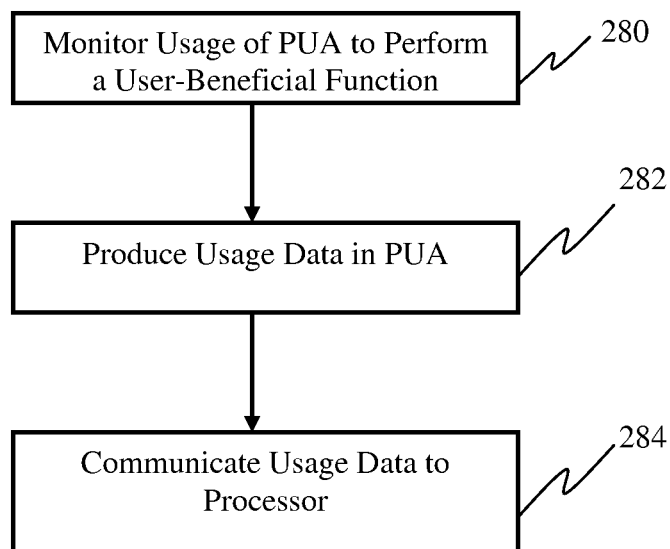 Monitor Usage of PUA to Perform
a User-Beneficial Function
280
282
Produce Usage Data in PUA
284
Communicate Usage Data to
Processor